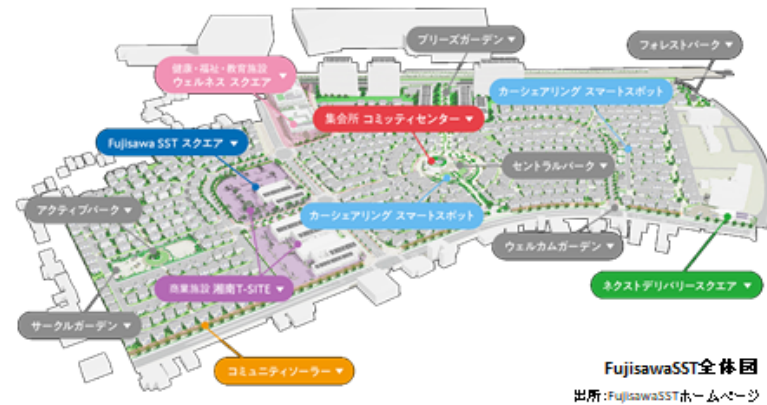 ブリーズガーデン ▼
フォレストパーク ▼
健康・福祉・教育施設
ウェルネス スクエア ▼
カーシェアリング スマートスポット
集会所 コミッティセンター ▼
Fujisawa SST スクエア ▼
セントラルパーク ▼
アクティブパーク ▼
カーシェアリング スマートスポット
ウェルカムガーデン ▼
商業施設 湘南T-SITE ▼
ネクストデリバリースクエア ▼
サークルガーデン ▼
コミュニティソーラー ▼
FujisawaSST全体図
出所:FujisawaSSTホームページ